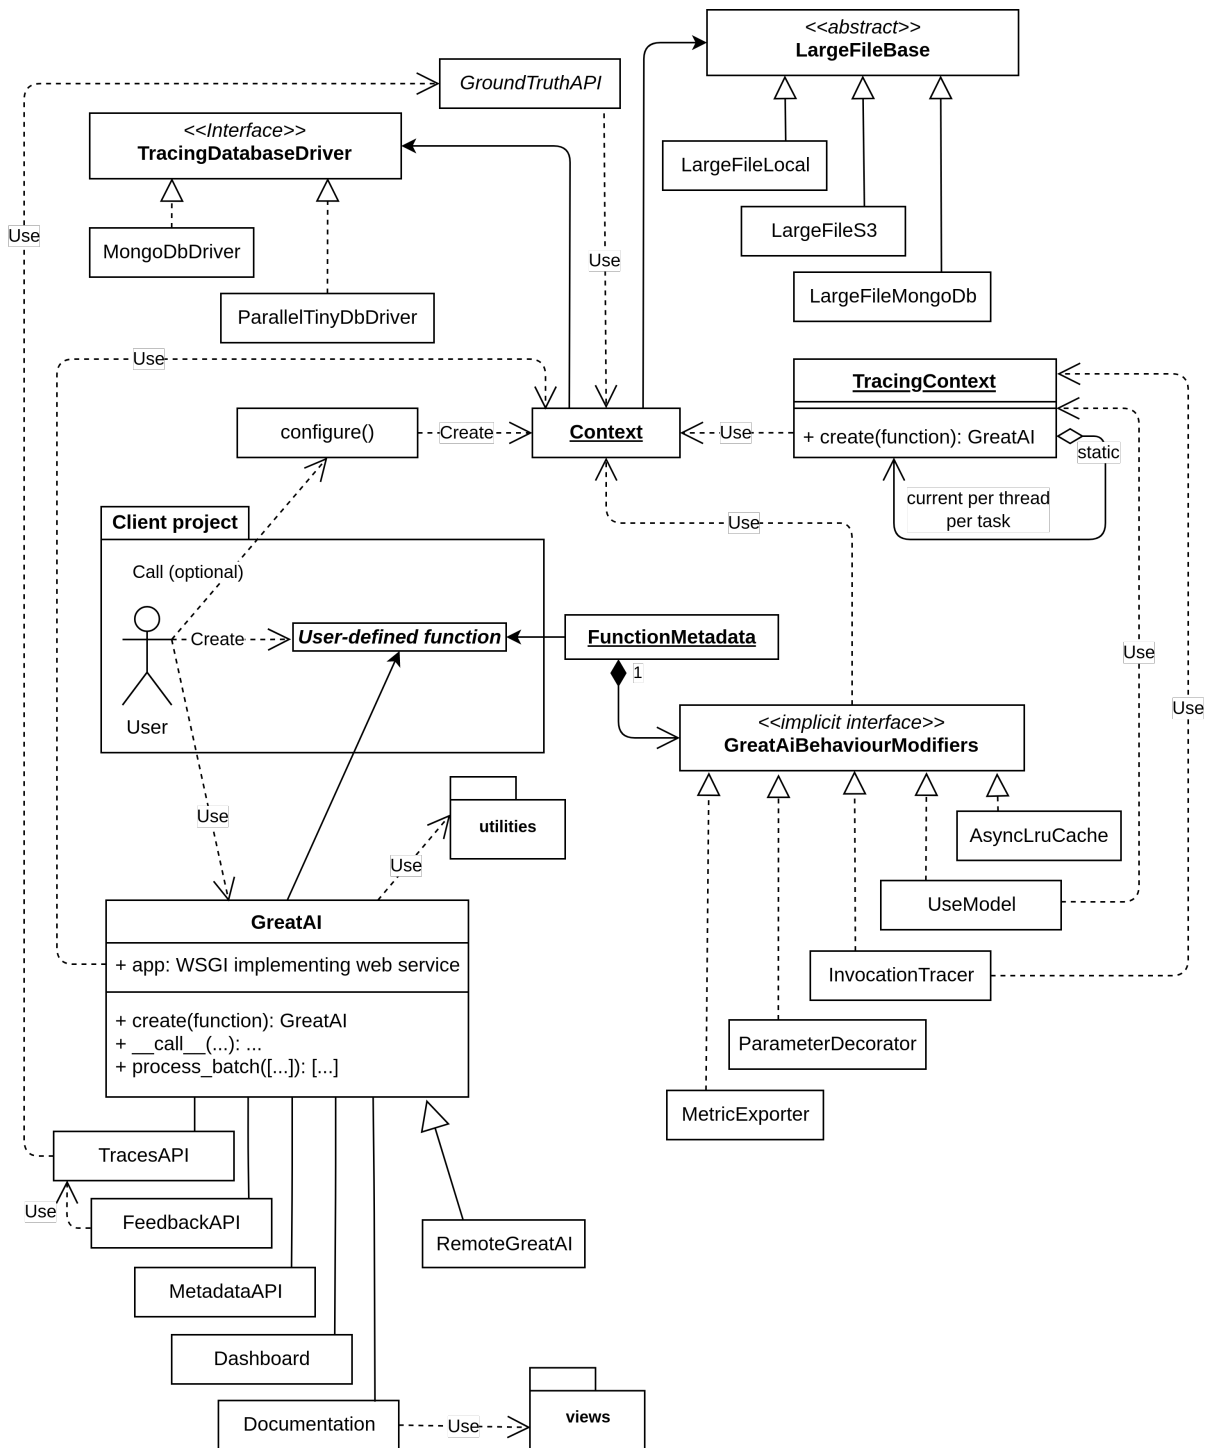 <<abstract>>
LargeFileBase
GroundTruthAPI
<<Interface>>
TracingDatabaseDriver
LargeFileLocal
LargeFileS3
Use
MongoDbDriver
Use
LargeFileMongoDb
ParallelTinyDbDriver
Use
TracingContext
configure()
Create
Context
Use
+ create(function): GreatAI
static
current per thread
per task
Client project
Use
Call (optional)
Create
User-defined function
FunctionMetadata
1
Use
Use
User
<<implicit interface>>
GreatAiBehaviourModifiers
Use
utilities
AsyncLruCache
Use
UseModel
GreatAI
+ app: WSGI implementing web service
InvocationTracer
+ create(function): GreatAI
+ __call__(...): ...
+ process_batch([...]): [...]
ParameterDecorator
MetricExporter
TracesAPI
Use
FeedbackAPI
RemoteGreatAI
MetadataAPI
Dashboard
Documentation
Use
views